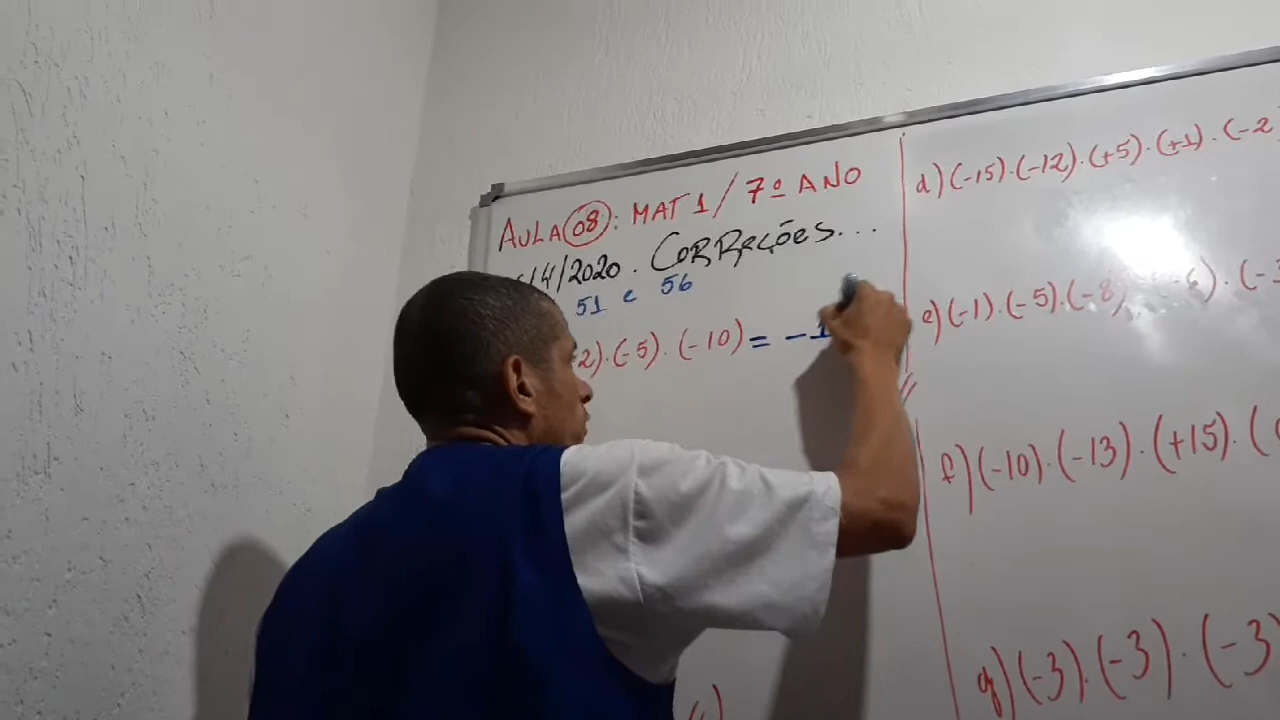 AULA 08: MAT 1 / 7º ANO
/4/2020. CORREÇÕES...
51 e 56
2).(-5).(-10) = -1
d) (-15).(-12).(+5).(+1).(-2
e) (-1).(-5).(-8) . (-
f) (-10).(-13).(+15).(
g) (-3).(-3).(-3)